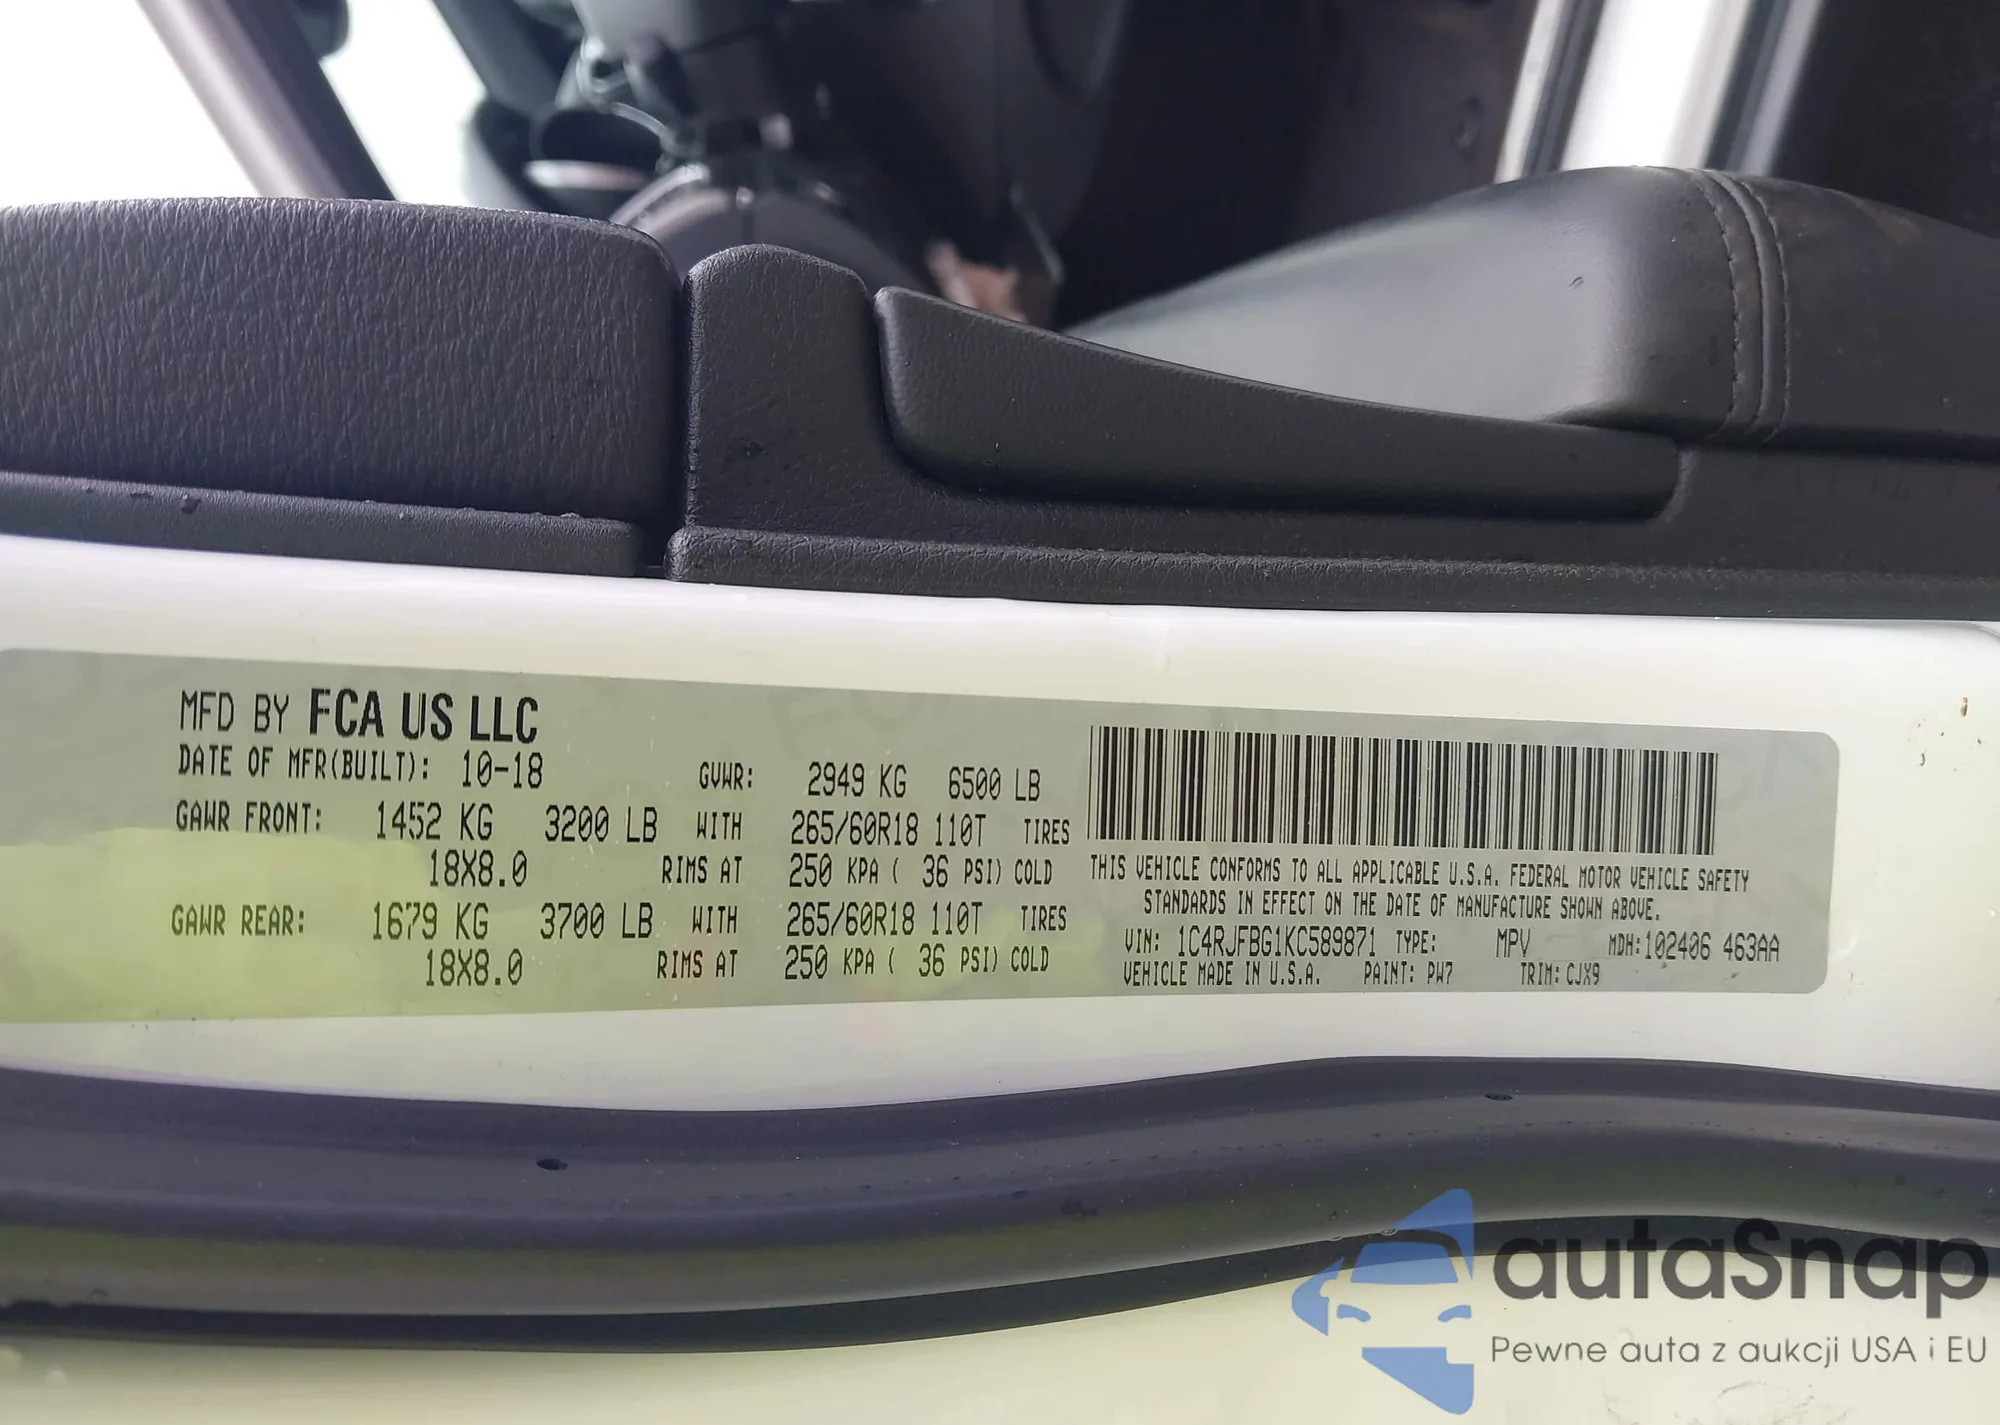 MFD BY FCA US LLC
DATE OF MFR(BUILT): 10-18 GVWR: 2949 KG 6500 LB
GAWR FRONT: 1452 KG 3200 LB WITH 265/60R18 110T TIRES
18X8.0 RIMS AT 250 KPA ( 36 PSI) COLD
GAWR REAR: 1679 KG 3700 LB WITH 265/60R18 110T TIRES
18X8.0 RIMS AT 250 KPA ( 36 PSI) COLD
THIS VEHICLE CONFORMS TO ALL APPLICABLE U.S.A. FEDERAL MOTOR VEHICLE SAFETY
STANDARDS IN EFFECT ON THE DATE OF MANUFACTURE SHOWN ABOVE.
VIN: 1C4RJFBG1KC589871 TYPE: MPV MDH:102406 463AA
VEHICLE MADE IN U.S.A. PAINT: PW7 TRIM: CJX9
autaSnap
Pewne auta z aukcji USA i EU